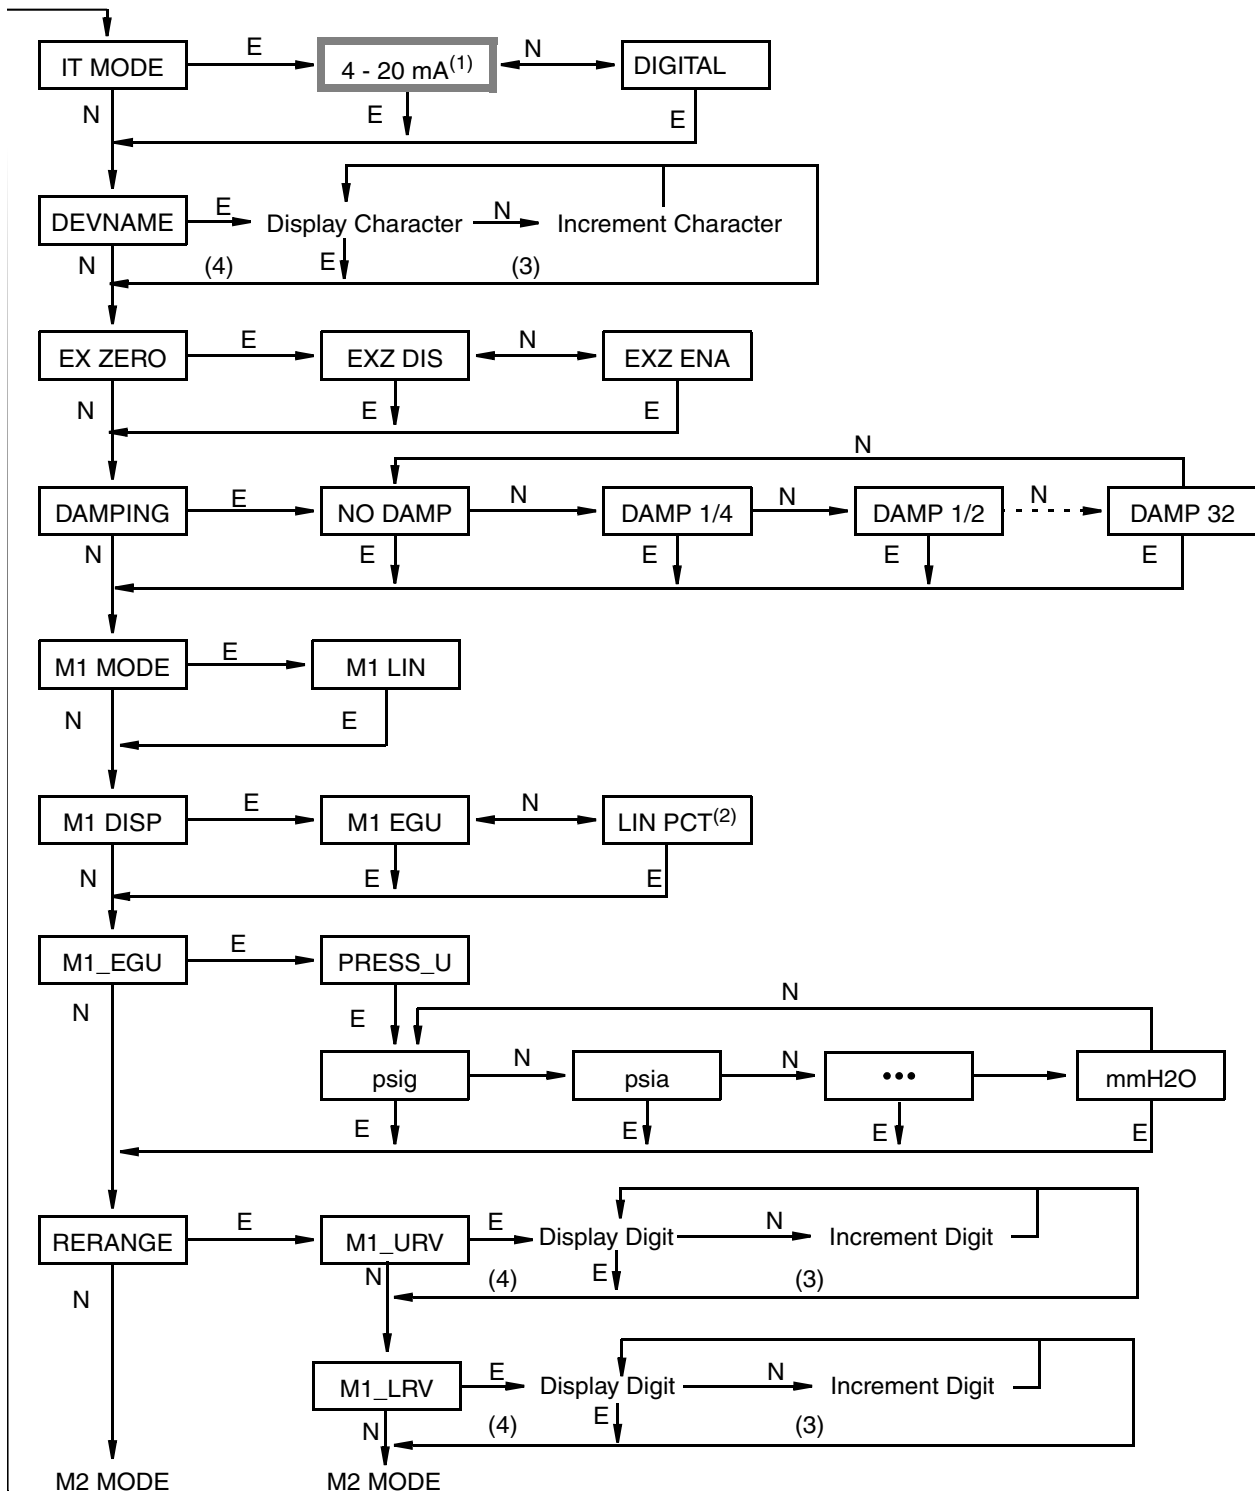 IT MODE E 4 - 20 mA(1) N DIGITAL
N E E
DEVNAME E Display Character N Increment Character
N (4) E (3)
EX ZERO E EXZ DIS N EXZ ENA
N E E
N
DAMPING E NO DAMP N DAMP 1/4 N DAMP 1/2 N DAMP 32
N E E E E
M1 MODE E M1 LIN
N E
M1 DISP E M1 EGU N LIN PCT(2)
N E E
M1_EGU E PRESS_U
N E N
psig N psia N ••• mmH2O
E E E E
RERANGE E M1_URV E Display Digit N Increment Digit
N N (4) E (3)
M1_LRV E Display Digit N Increment Digit
N (4) E (3)
M2 MODE M2 MODE